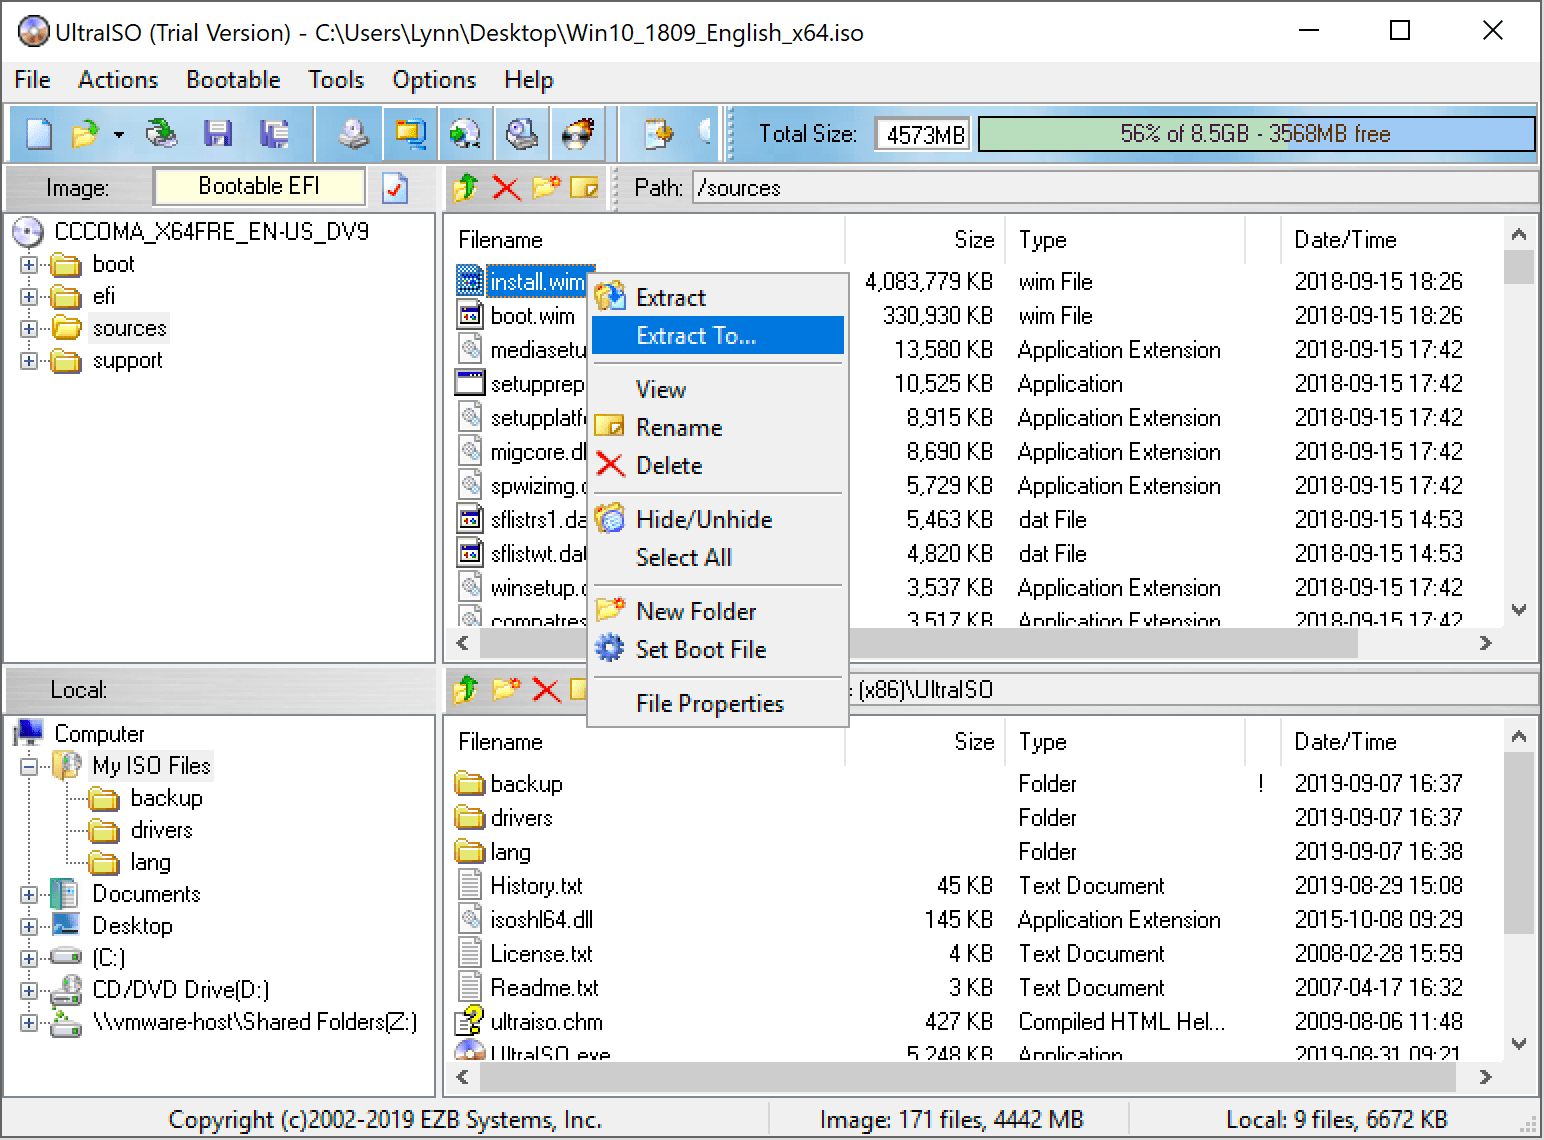 UltraISO (Trial Version) - C:\Users\Lynn\Desktop\Win10_1809_English_x64.iso
File Actions Bootable Tools Options Help
Total Size: 4573MB 56% of 8.5GB - 3568MB free
Image: Bootable EFI Path: /sources
CCCOMA_X64FRE_EN-US_DV9
boot
efi
sources
support
Filename Size Type Date/Time
install.wim 4,083,779 KB wim File 2018-09-15 18:26
boot.wim 330,930 KB wim File 2018-09-15 18:26
mediasetu 13,580 KB Application Extension 2018-09-15 17:42
setupprep 10,525 KB Application 2018-09-15 17:42
setupplatf 8,915 KB Application Extension 2018-09-15 17:42
migcore.dl 8,690 KB Application Extension 2018-09-15 17:42
spwizimg. 5,729 KB Application Extension 2018-09-15 17:42
sflistrs1.da 5,463 KB dat File 2018-09-15 14:53
sflistwt.dat 4,820 KB dat File 2018-09-15 14:53
winsetup. 3,537 KB Application Extension 2018-09-15 17:42
compatres 3,517 KB Application Extension 2018-09-15 17:42
Extract
Extract To...
View
Rename
Delete
Hide/Unhide
Select All
New Folder
Set Boot File
File Properties
Local: (x86)\UltraISO
Computer
My ISO Files
backup
drivers
lang
Documents
Desktop
(C:)
CD/DVD Drive(D:)
\\vmware-host\Shared Folders(Z:)
Filename Size Type Date/Time
backup Folder ! 2019-09-07 16:37
drivers Folder 2019-09-07 16:37
lang Folder 2019-09-07 16:38
History.txt 45 KB Text Document 2019-08-29 15:08
isoshl64.dll 145 KB Application Extension 2015-10-08 09:29
License.txt 4 KB Text Document 2008-02-28 15:59
Readme.txt 3 KB Text Document 2007-04-17 16:32
ultraiso.chm 427 KB Compiled HTML Hel... 2009-08-06 11:48
UltraISO.exe 5,248 KB Application 2019-08-31 09:21
Copyright (c)2002-2019 EZB Systems, Inc. Image: 171 files, 4442 MB Local: 9 files, 6672 KB